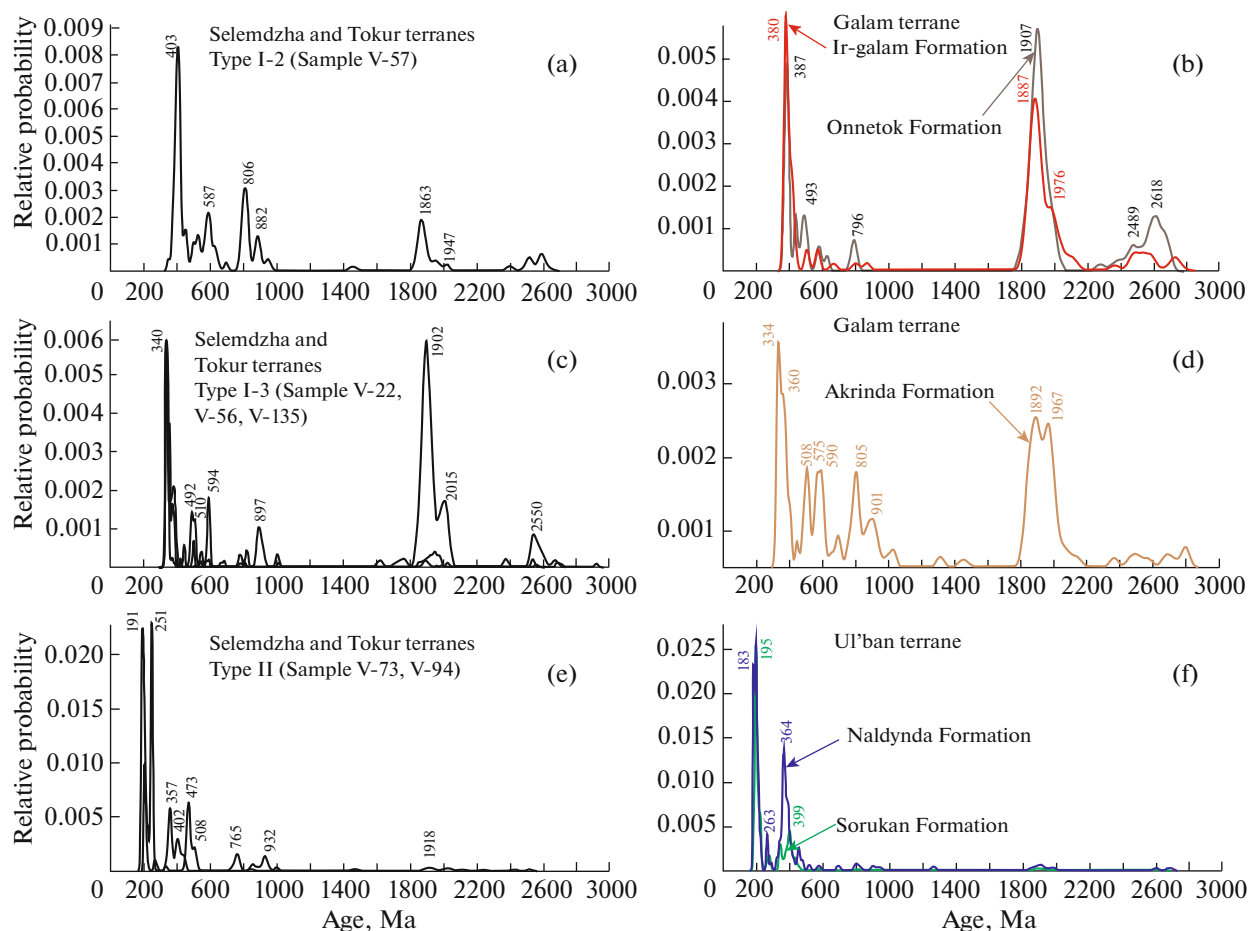 Relative probability
0.009
0.008
0.007
0.006
0.005
0.004
0.003
0.002
0.001
Selemdzha and Tokur terranes
Type I-2 (Sample V-57)
(a)
403
587
806
882
1863
1947
0 200 600 1000 1400 1800 2200 2600 3000
0.005
0.004
0.003
0.002
0.001
Galam terrane
Ir-galam Formation
(b)
Onnetok Formation
380
387
493
796
1907
1887
1976
2489
2618
0 200 600 1000 1400 1800 2200 2600 3000
Relative probability
0.006
0.005
0.004
0.003
0.002
0.001
Selemdzha and
Tokur terranes
Type I-3 (Sample V-22,
V-56, V-135)
(c)
340
492
510
594
897
1902
2015
2550
0 200 600 1000 1400 1800 2200 2600 3000
0.003
0.002
0.001
Galam terrane
(d)
Akrinda Formation
334
360
508
575
590
805
901
1892
1967
0 200 600 1000 1400 1800 2200 2600 3000
Relative probability
0.020
0.015
0.010
0.005
Selemdzha and Tokur terranes
Type II (Sample V-73, V-94)
(e)
191
251
357
402
473
508
765
932
1918
0 200 600 1000 1400 1800 2200 2600 3000
Age, Ma
0.025
0.020
0.015
0.010
0.005
Ul'ban terrane
(f)
Naldynda Formation
Sorukan Formation
183
195
263
364
399
0 200 600 1000 1400 1800 2200 2600 3000
Age, Ma